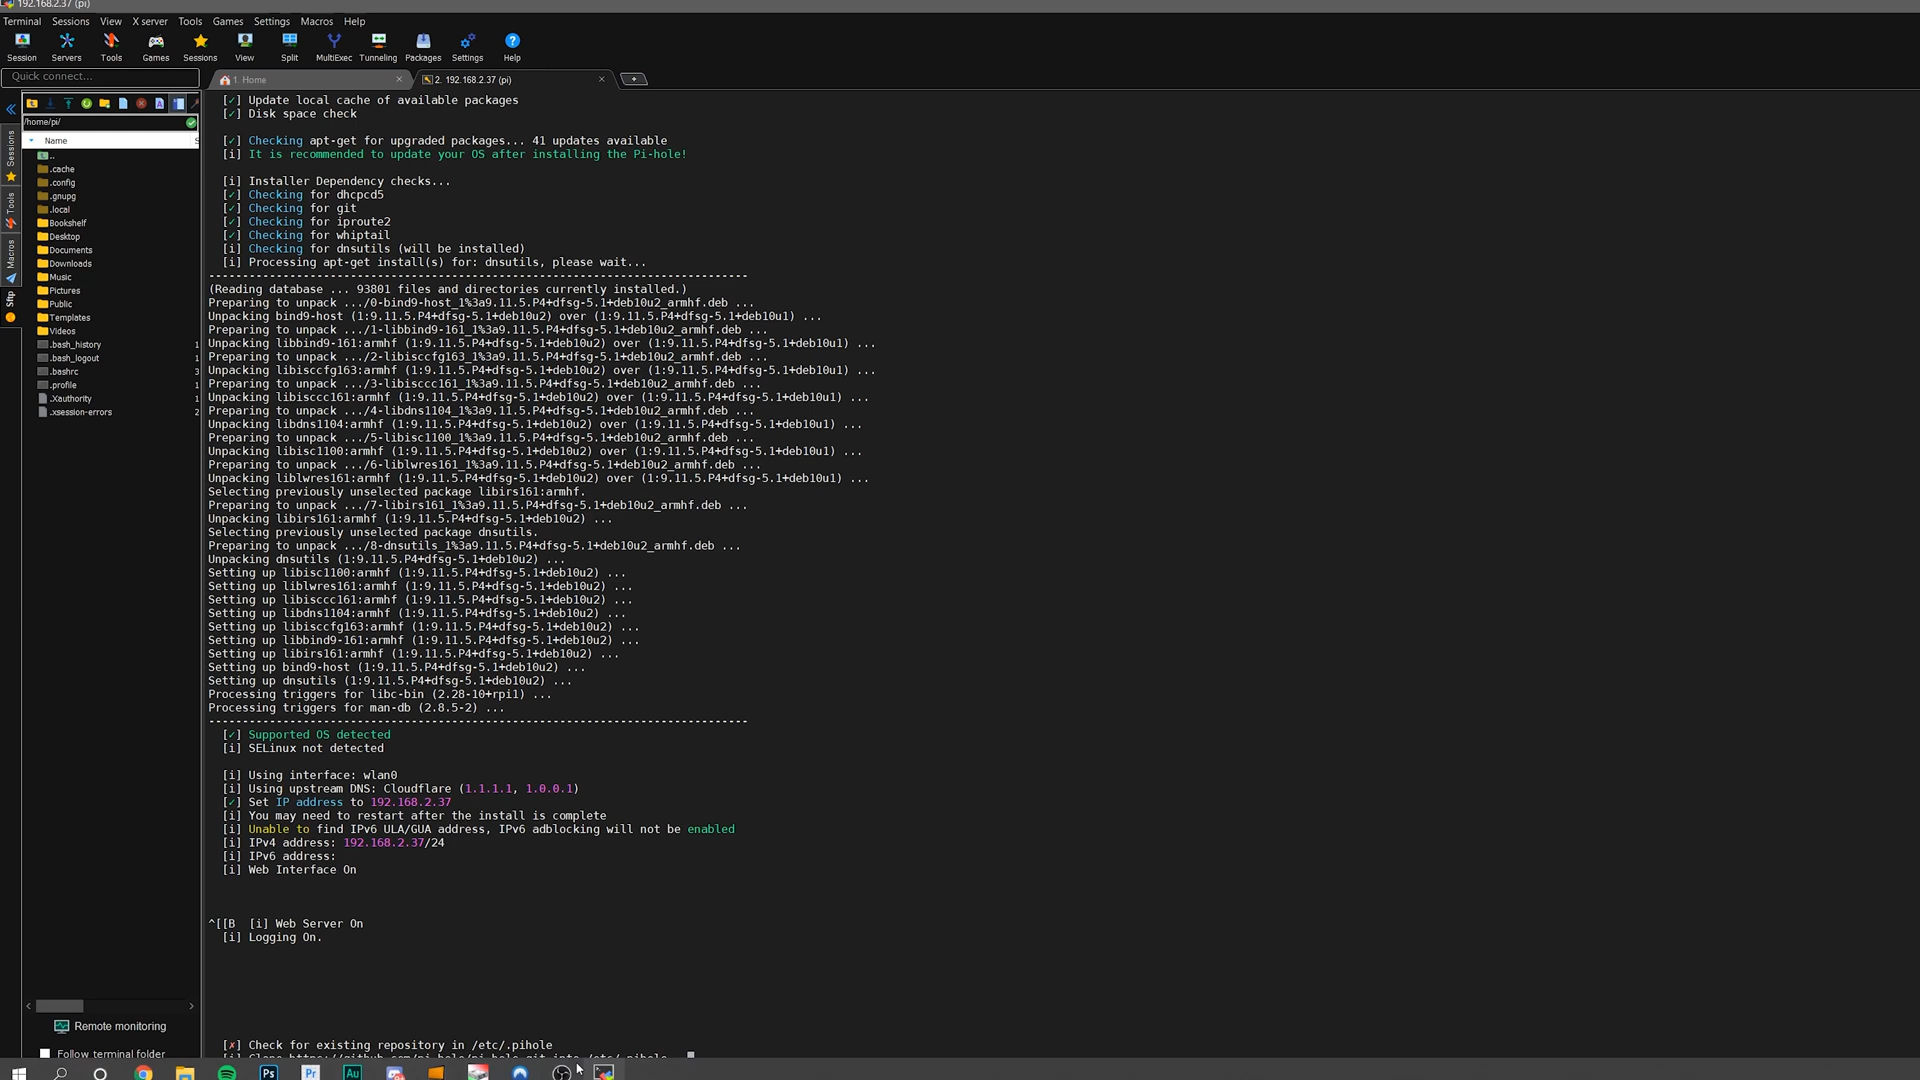 192.168.2.37 (pi)
Terminal Sessions View X server Tools Games Settings Macros Help
Session Servers Tools Games Sessions View Split MultiExec Tunneling Packages Settings Help
Quick connect...
1 Home
2. 192.168.2.37 (pi)
/home/pi/
Name
..
.cache
.config
.gnupg
.local
Bookshelf
Desktop
Documents
Downloads
Music
Pictures
Public
Templates
Videos
.bash_history 1
.bash_logout 1
.bashrc 3
.profile 1
.Xauthority 1
.xsession-errors 2
Sessions
Tools
Macros
Sftp
Remote monitoring
Follow terminal folder
[✓] Update local cache of available packages
[✓] Disk space check
[✓] Checking apt-get for upgraded packages... 41 updates available
[i] It is recommended to update your OS after installing the Pi-hole!
[i] Installer Dependency checks...
[✓] Checking for dhcpcd5
[✓] Checking for git
[✓] Checking for iproute2
[✓] Checking for whiptail
[i] Checking for dnsutils (will be installed)
[i] Processing apt-get install(s) for: dnsutils, please wait...
--------------------------------------------------------------------------------
(Reading database ... 93801 files and directories currently installed.)
Preparing to unpack .../0-bind9-host_1%3a9.11.5.P4+dfsg-5.1+deb10u2_armhf.deb ...
Unpacking bind9-host (1:9.11.5.P4+dfsg-5.1+deb10u2) over (1:9.11.5.P4+dfsg-5.1+deb10u1) ...
Preparing to unpack .../1-libbind9-161_1%3a9.11.5.P4+dfsg-5.1+deb10u2_armhf.deb ...
Unpacking libbind9-161:armhf (1:9.11.5.P4+dfsg-5.1+deb10u2) over (1:9.11.5.P4+dfsg-5.1+deb10u1) ...
Preparing to unpack .../2-libisccfg163_1%3a9.11.5.P4+dfsg-5.1+deb10u2_armhf.deb ...
Unpacking libisccfg163:armhf (1:9.11.5.P4+dfsg-5.1+deb10u2) over (1:9.11.5.P4+dfsg-5.1+deb10u1) ...
Preparing to unpack .../3-libisccc161_1%3a9.11.5.P4+dfsg-5.1+deb10u2_armhf.deb ...
Unpacking libisccc161:armhf (1:9.11.5.P4+dfsg-5.1+deb10u2) over (1:9.11.5.P4+dfsg-5.1+deb10u1) ...
Preparing to unpack .../4-libdns1104_1%3a9.11.5.P4+dfsg-5.1+deb10u2_armhf.deb ...
Unpacking libdns1104:armhf (1:9.11.5.P4+dfsg-5.1+deb10u2) over (1:9.11.5.P4+dfsg-5.1+deb10u1) ...
Preparing to unpack .../5-libisc1100_1%3a9.11.5.P4+dfsg-5.1+deb10u2_armhf.deb ...
Unpacking libisc1100:armhf (1:9.11.5.P4+dfsg-5.1+deb10u2) over (1:9.11.5.P4+dfsg-5.1+deb10u1) ...
Preparing to unpack .../6-liblwres161_1%3a9.11.5.P4+dfsg-5.1+deb10u2_armhf.deb ...
Unpacking liblwres161:armhf (1:9.11.5.P4+dfsg-5.1+deb10u2) over (1:9.11.5.P4+dfsg-5.1+deb10u1) ...
Selecting previously unselected package libirs161:armhf.
Preparing to unpack .../7-libirs161_1%3a9.11.5.P4+dfsg-5.1+deb10u2_armhf.deb ...
Unpacking libirs161:armhf (1:9.11.5.P4+dfsg-5.1+deb10u2) ...
Selecting previously unselected package dnsutils.
Preparing to unpack .../8-dnsutils_1%3a9.11.5.P4+dfsg-5.1+deb10u2_armhf.deb ...
Unpacking dnsutils (1:9.11.5.P4+dfsg-5.1+deb10u2) ...
Setting up libisc1100:armhf (1:9.11.5.P4+dfsg-5.1+deb10u2) ...
Setting up liblwres161:armhf (1:9.11.5.P4+dfsg-5.1+deb10u2) ...
Setting up libisccc161:armhf (1:9.11.5.P4+dfsg-5.1+deb10u2) ...
Setting up libdns1104:armhf (1:9.11.5.P4+dfsg-5.1+deb10u2) ...
Setting up libisccfg163:armhf (1:9.11.5.P4+dfsg-5.1+deb10u2) ...
Setting up libbind9-161:armhf (1:9.11.5.P4+dfsg-5.1+deb10u2) ...
Setting up libirs161:armhf (1:9.11.5.P4+dfsg-5.1+deb10u2) ...
Setting up bind9-host (1:9.11.5.P4+dfsg-5.1+deb10u2) ...
Setting up dnsutils (1:9.11.5.P4+dfsg-5.1+deb10u2) ...
Processing triggers for libc-bin (2.28-10+rpi1) ...
Processing triggers for man-db (2.8.5-2) ...
--------------------------------------------------------------------------------
[✓] Supported OS detected
[i] SELinux not detected
[i] Using interface: wlan0
[i] Using upstream DNS: Cloudflare (1.1.1.1, 1.0.0.1)
[✓] Set IP address to 192.168.2.37
[i] You may need to restart after the install is complete
[i] Unable to find IPv6 ULA/GUA address, IPv6 adblocking will not be enabled
[i] IPv4 address: 192.168.2.37/24
[i] IPv6 address:
[i] Web Interface On
^[[B [i] Web Server On
[i] Logging On.
[✗] Check for existing repository in /etc/.pihole
[i] Clone https://github.com/pi-hole/pi-hole.git into /etc/.pihole...
Ps Pr Au